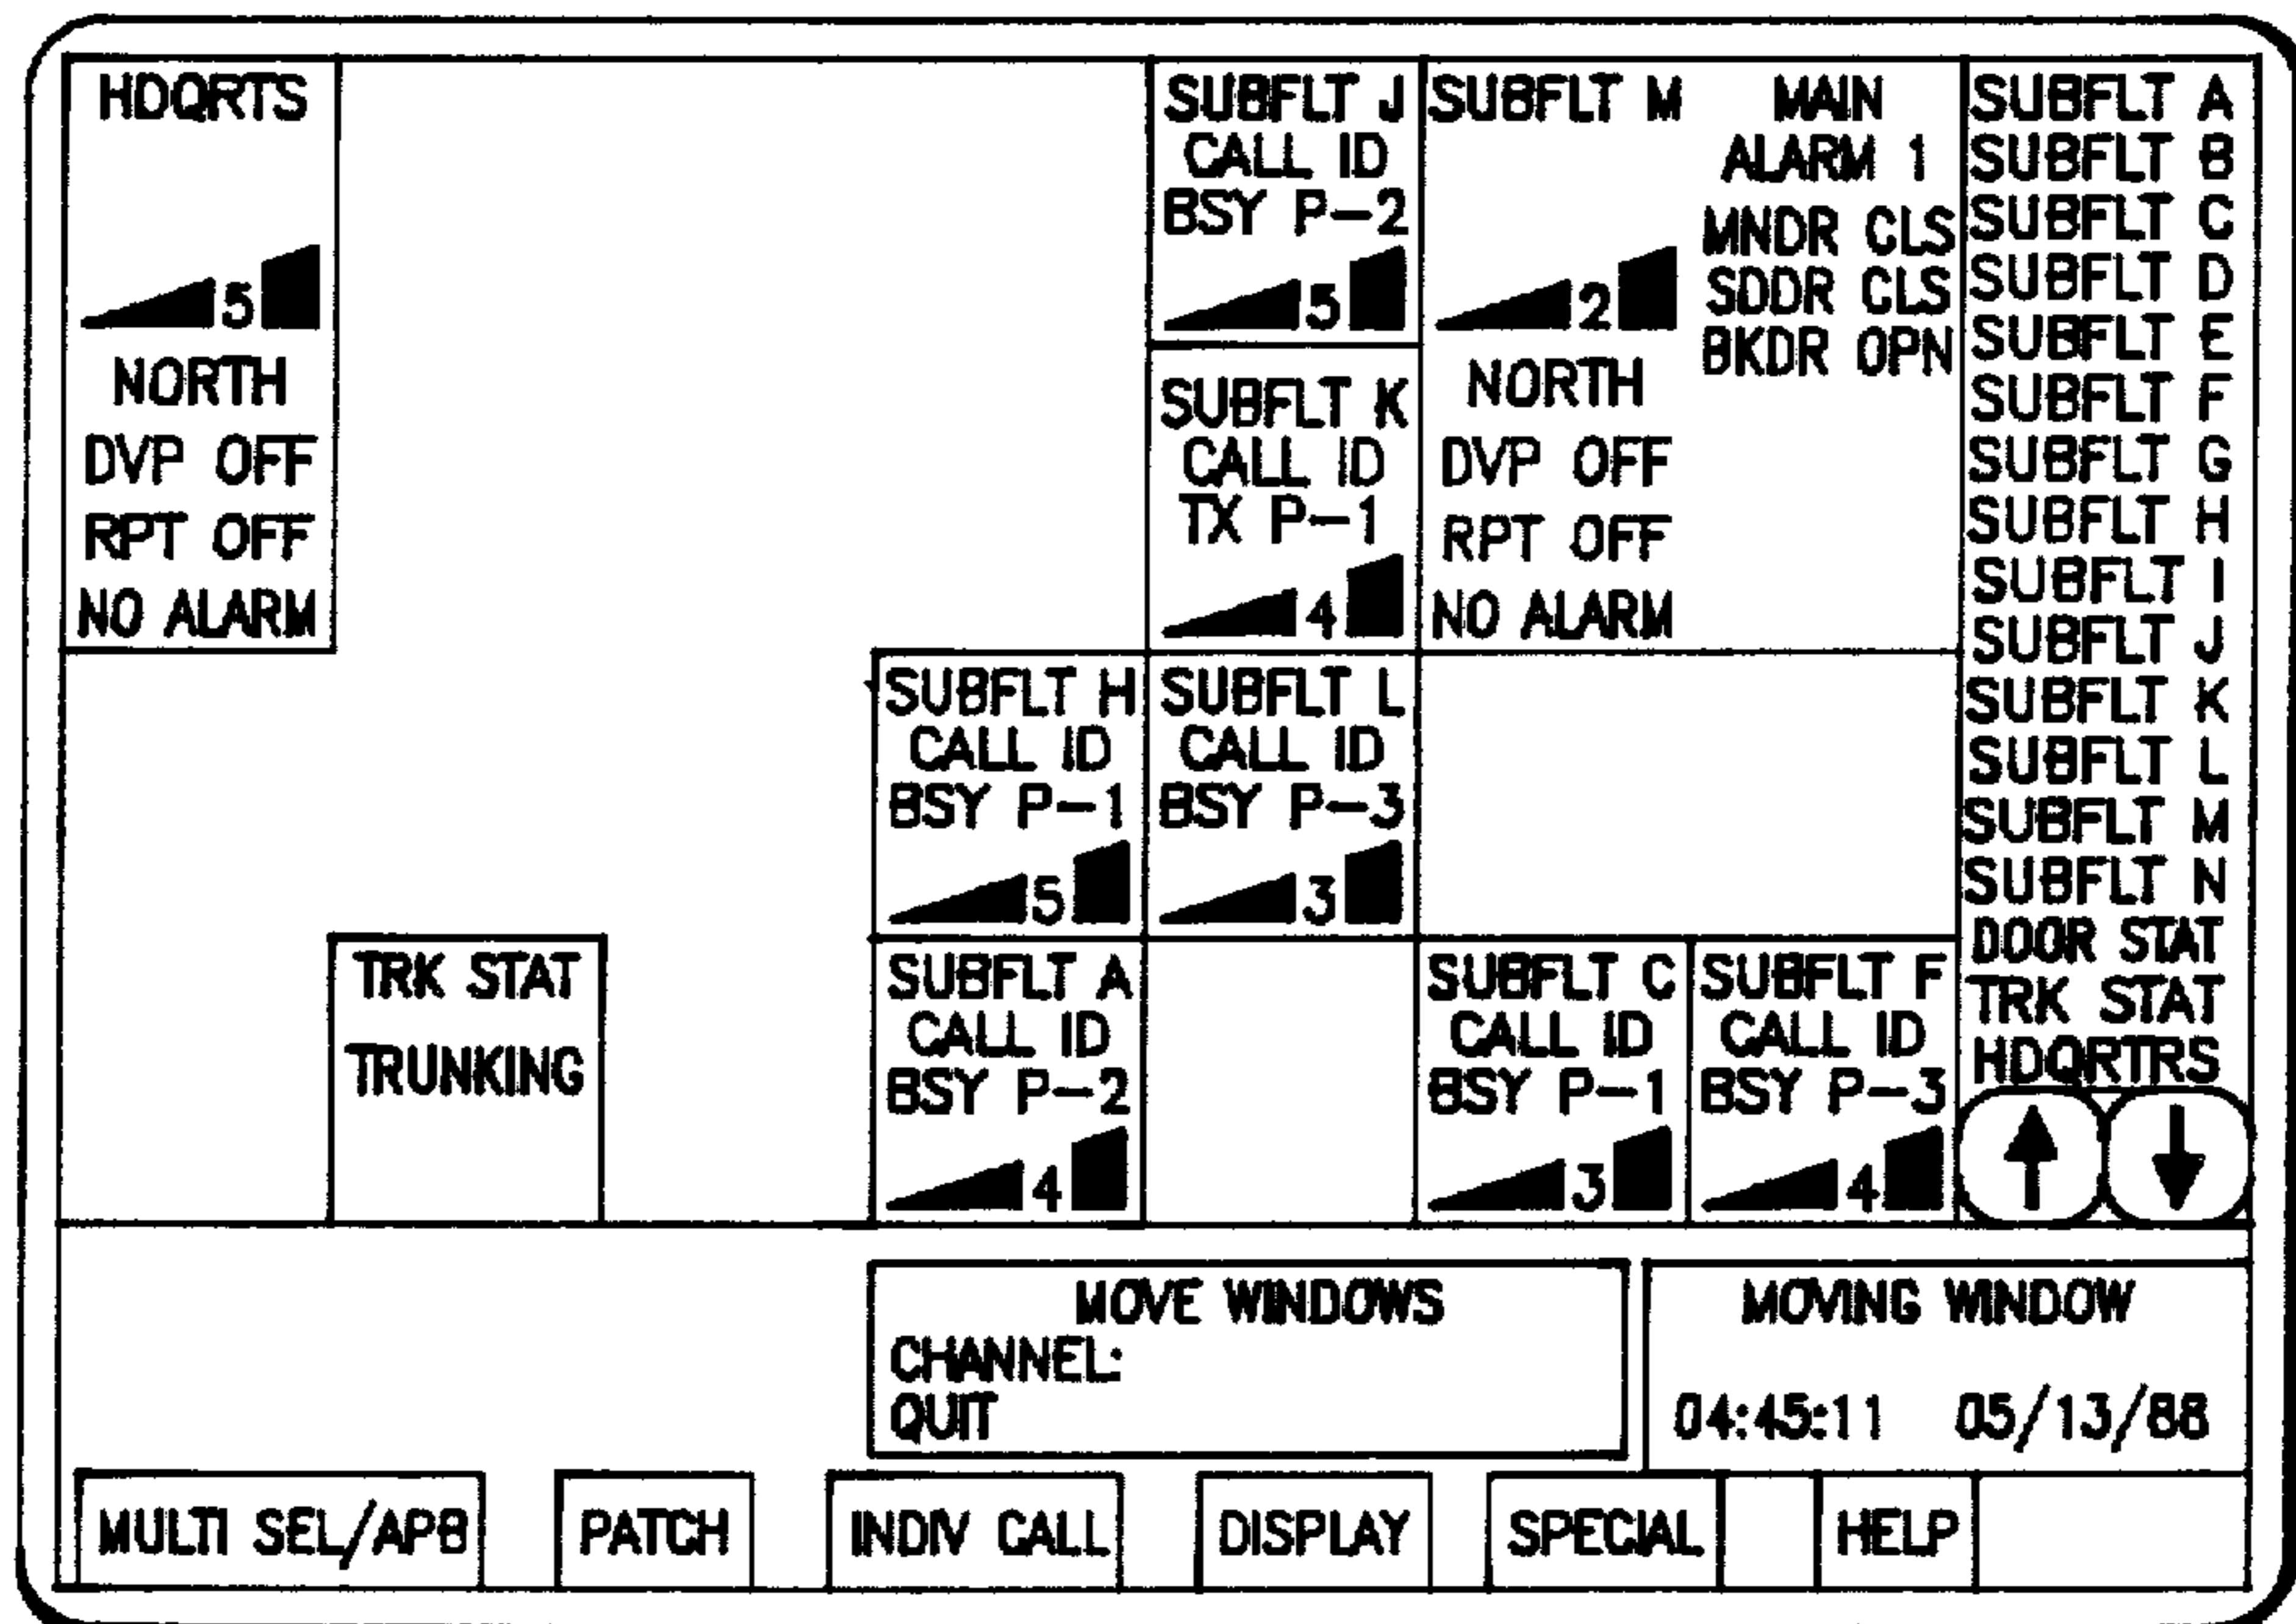 HDQRTS
5
NORTH
DVP OFF
RPT OFF
NO ALARM
SUBFLT J
CALL ID
BSY P-2
5
SUBFLT K
CALL ID
TX P-1
4
SUBFLT M
2
NORTH
DVP OFF
RPT OFF
NO ALARM
MAIN
ALARM 1
MNDR CLS
SDDR CLS
BKDR OPN
SUBFLT H
CALL ID
BSY P-1
5
SUBFLT L
CALL ID
BSY P-3
3
TRK STAT
TRUNKING
SUBFLT A
CALL ID
BSY P-2
4
SUBFLT C
CALL ID
BSY P-1
3
SUBFLT F
CALL ID
BSY P-3
4
SUBFLT A
SUBFLT B
SUBFLT C
SUBFLT D
SUBFLT E
SUBFLT F
SUBFLT G
SUBFLT H
SUBFLT I
SUBFLT J
SUBFLT K
SUBFLT L
SUBFLT M
SUBFLT N
DOOR STAT
TRK STAT
HDQRTRS
MOVE WINDOWS
CHANNEL:
QUIT
MOVING WINDOW
04:45:11 05/13/88
MULTI SEL/APB
PATCH
INDIV CALL
DISPLAY
SPECIAL
HELP